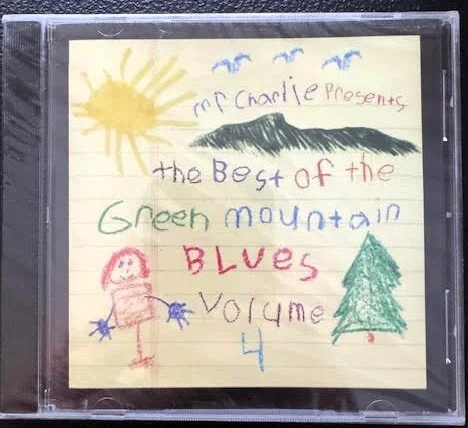 mr Charlie Presents
the Best of the
Green mountain
BLUes
Volume
4